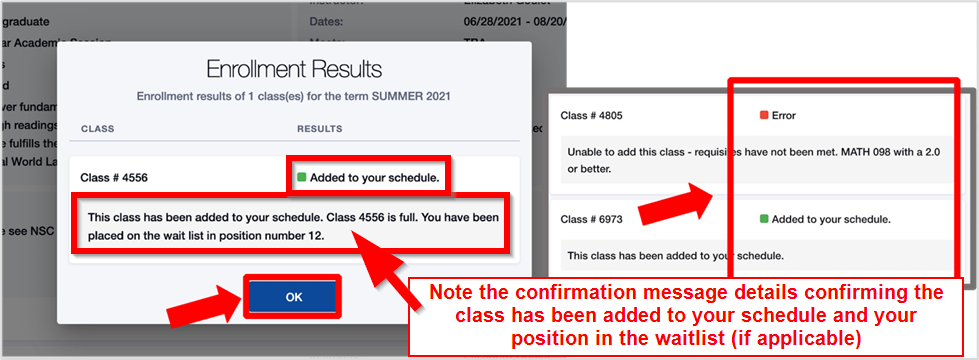 graduate
ar Academic Session
s
d
ver fundam
gh readings
e fulfills the
al World La
e see NSC
Dates:
06/28/2021 - 08/20/
Enrollment Results
Enrollment results of 1 class(es) for the term SUMMER 2021
CLASS
RESULTS
Class # 4556
Added to your schedule.
This class has been added to your schedule. Class 4556 is full. You have been
placed on the wait list in position number 12.
OK
Class # 4805
Error
Unable to add this class - requisites have not been met. MATH 098 with a 2.0
or better.
Class # 6973
Added to your schedule.
This class has been added to your schedule.
Note the confirmation message details confirming the
class has been added to your schedule and your
position in the waitlist (if applicable)